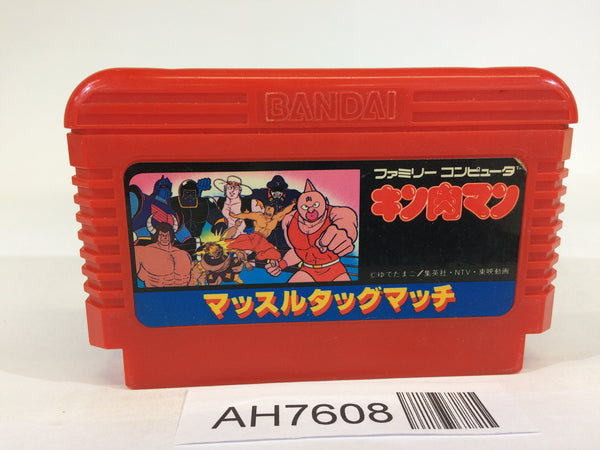 BANDAI
ファミリー コンピュータ
キン肉マン
©ゆでたまご/集英社・NTV・東映動画
マッスルタッグマッチ
AH7608